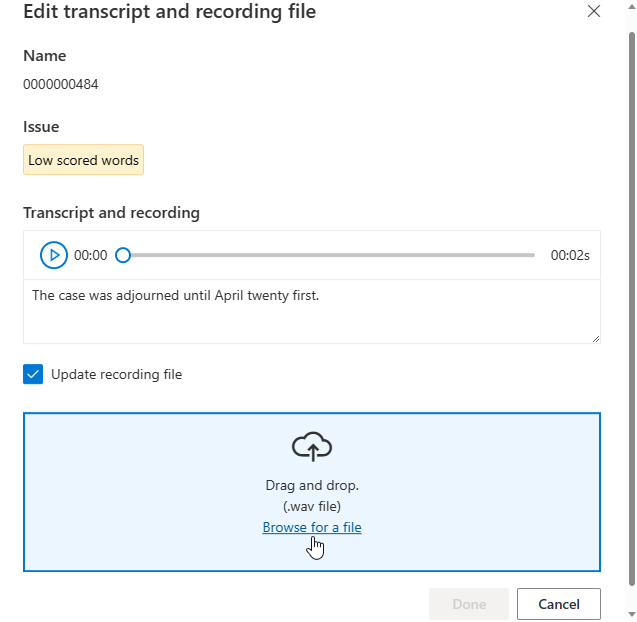 Edit transcript and recording file
Name
0000000484
Issue
Low scored words
Transcript and recording
00:00 00:02s
The case was adjourned until April twenty first.
Update recording file
Drag and drop.
(.wav file)
Browse for a file
Done Cancel